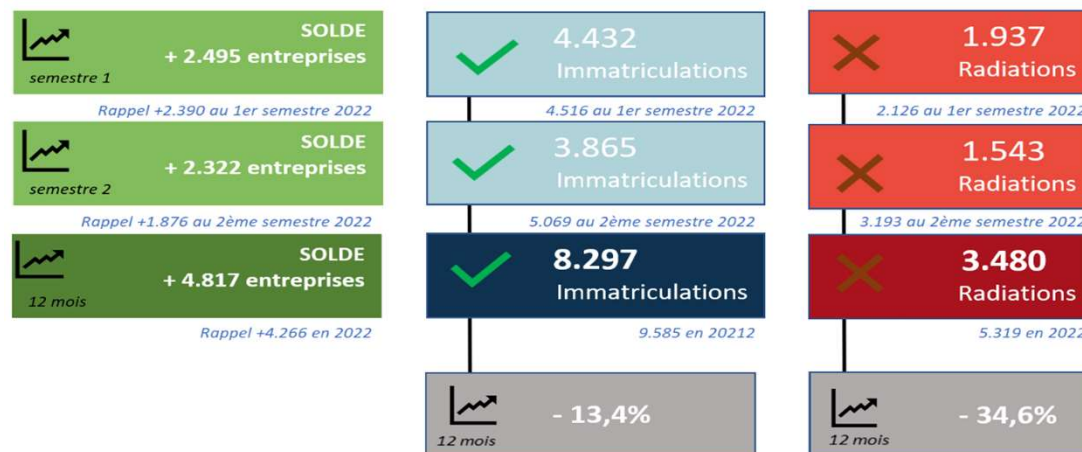 SOLDE
+ 2.495 entreprises
semestre 1
Rappel +2.390 au 1er semestre 2022
4.432
Immatriculations
4.516 au 1er semestre 2022
1.937
Radiations
2.126 au 1er semestre 2022
SOLDE
+ 2.322 entreprises
semestre 2
Rappel +1.876 au 2ème semestre 2022
3.865
Immatriculations
5.069 au 2ème semestre 2022
1.543
Radiations
3.193 au 2ème semestre 2022
SOLDE
+ 4.817 entreprises
12 mois
Rappel +4.266 en 2022
8.297
Immatriculations
9.585 en 20212
3.480
Radiations
5.319 en 2022
- 13,4%
12 mois
- 34,6%
12 mois